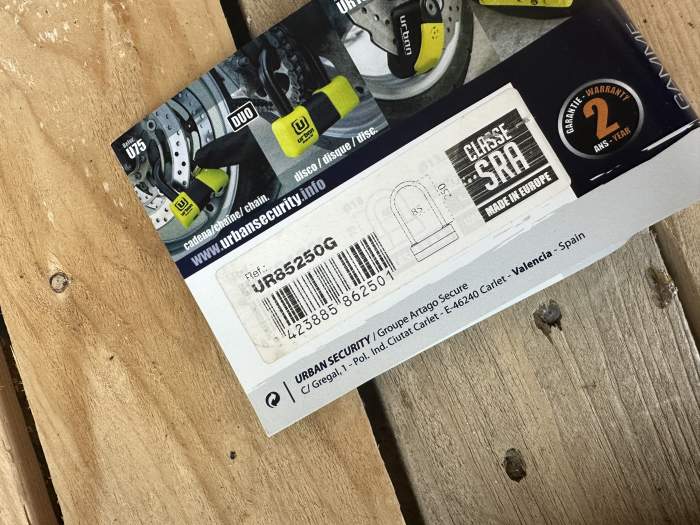 U75
DUO
urban
U
urban
U
disco / disque / disc.
cadena/chaîne/ chain.
www.urbansecurity.info
GARANTIE - WARRANTY
2
ANS - YEAR
CLASSE
SRA
MADE IN EUROPE
250
85
Ref.:
UR85250G
423885 862501
URBAN SECURITY / Groupe Artago Secure
C/ Gregal, 1 - Pol. Ind. Ciutat Carlet - E-46240 Carlet - Valencia - Spain